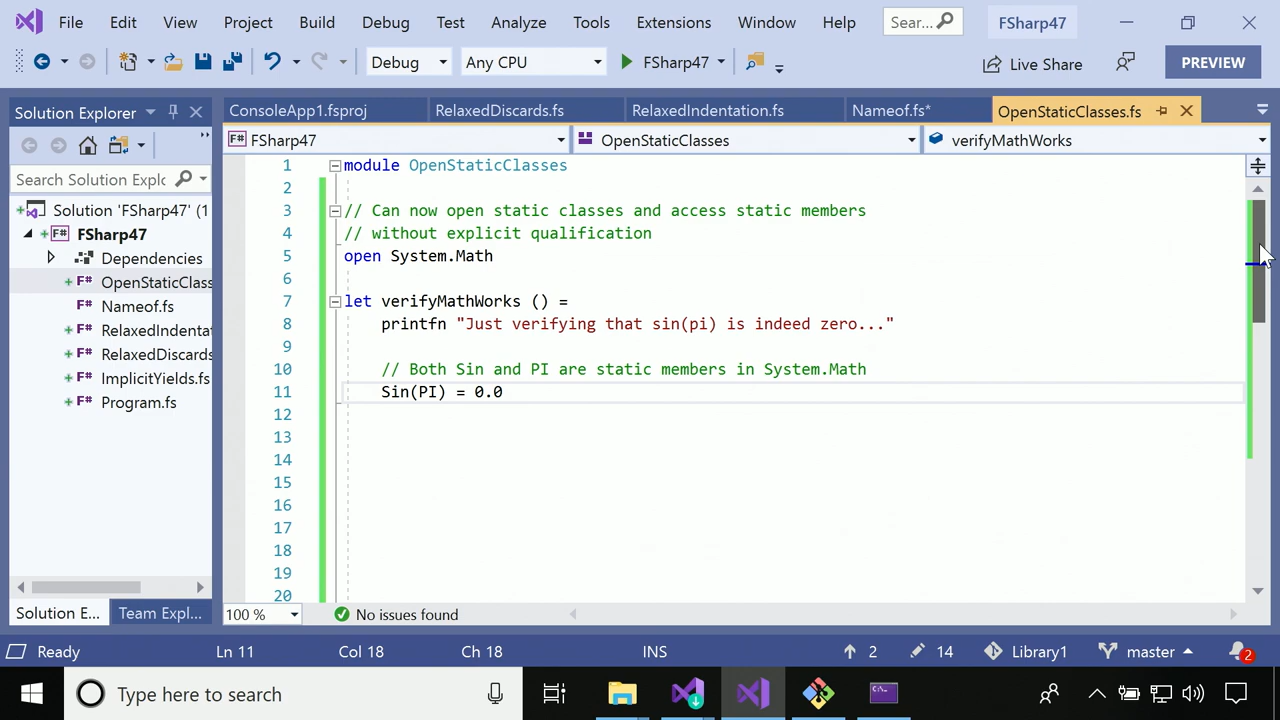 File Edit View Project Build Debug Test Analyze Tools Extensions Window Help Sear... FSharp47
Debug Any CPU FSharp47 Live Share PREVIEW
Solution Explorer
ConsoleApp1.fsproj RelaxedDiscards.fs RelaxedIndentation.fs Nameof.fs* OpenStaticClasses.fs
FSharp47 OpenStaticClasses verifyMathWorks
Search Solution Explc
Solution 'FSharp47' (1
FSharp47
Dependencies
F# OpenStaticClass
F# Nameof.fs
F# RelaxedIndentat
F# RelaxedDiscards
F# ImplicitYields.fs
F# Program.fs
1 module OpenStaticClasses
2
3 // Can now open static classes and access static members
4 // without explicit qualification
5 open System.Math
6
7 let verifyMathWorks () =
8 printfn "Just verifying that sin(pi) is indeed zero..."
9
10 // Both Sin and PI are static members in System.Math
11 Sin(PI) = 0.0
12
13
14
15
16
17
18
19
20
Solution E... Team Expl...
100 % No issues found
Ready Ln 11 Col 18 Ch 18 INS 2 14 Library1 master 2
Type here to search